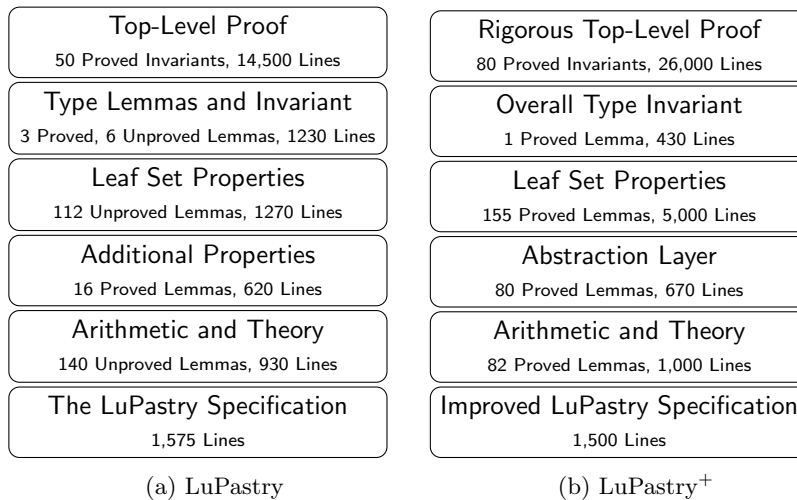 Top-Level Proof
50 Proved Invariants, 14,500 Lines
Type Lemmas and Invariant
3 Proved, 6 Unproved Lemmas, 1230 Lines
Leaf Set Properties
112 Unproved Lemmas, 1270 Lines
Additional Properties
16 Proved Lemmas, 620 Lines
Arithmetic and Theory
140 Unproved Lemmas, 930 Lines
The LuPastry Specification
1,575 Lines
(a) LuPastry
Rigorous Top-Level Proof
80 Proved Invariants, 26,000 Lines
Overall Type Invariant
1 Proved Lemma, 430 Lines
Leaf Set Properties
155 Proved Lemmas, 5,000 Lines
Abstraction Layer
80 Proved Lemmas, 670 Lines
Arithmetic and Theory
82 Proved Lemmas, 1,000 Lines
Improved LuPastry Specification
1,500 Lines
(b) LuPastry⁺